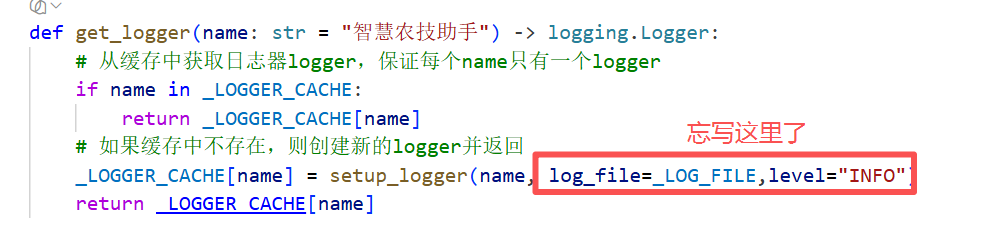 def get_logger(name: str = "智慧农技助手") -> logging.Logger:
# 从缓存中获取日志器logger，保证每个name只有一个logger
if name in _LOGGER_CACHE:
return _LOGGER_CACHE[name]
忘写这里了
# 如果缓存中不存在，则创建新的logger并返回
_LOGGER_CACHE[name] = setup_logger(name, log_file=_LOG_FILE,level="INFO")
return _LOGGER_CACHE[name]